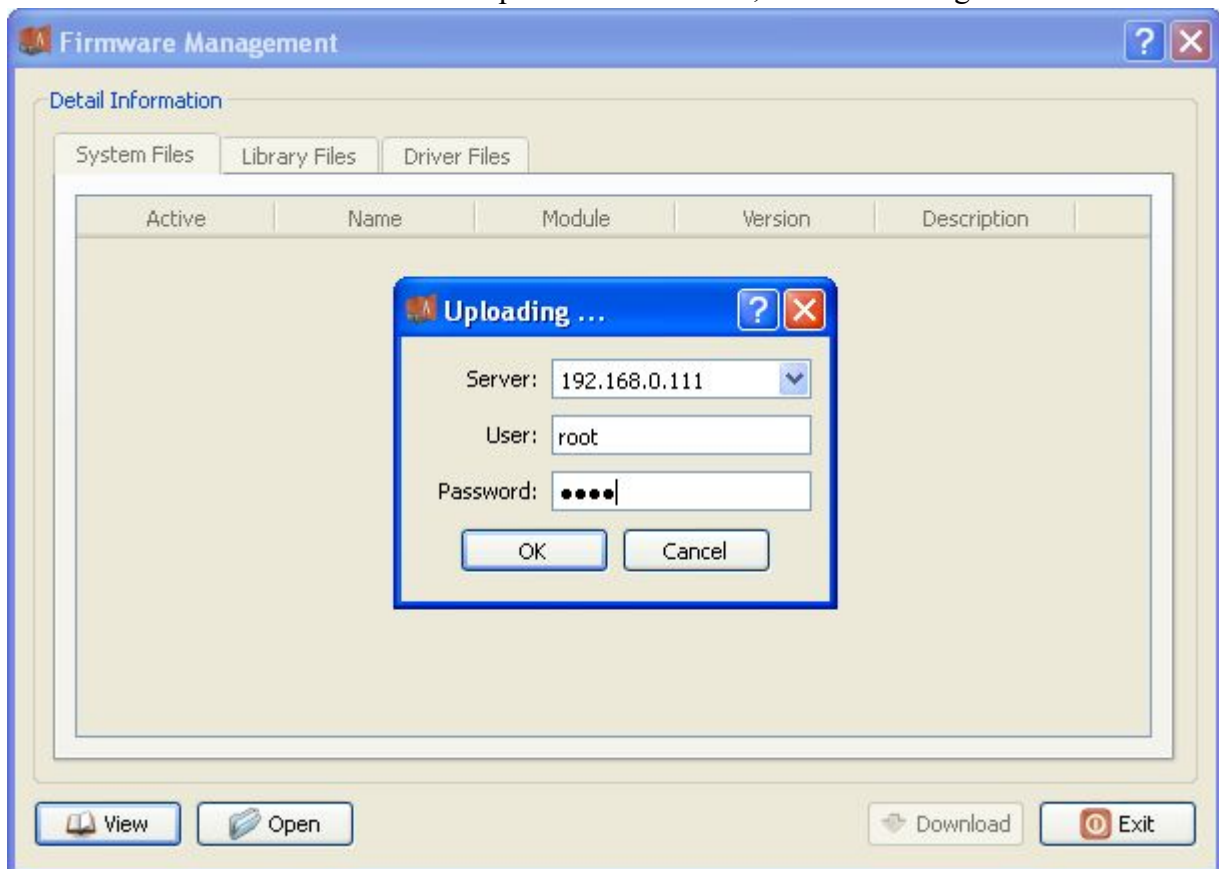 Firmware Management
Detail Information
System Files Library Files Driver Files
Active Name Module Version Description
Uploading ...
Server: 192.168.0.111
User: root
Password: ●●●●
OK Cancel
View Open Download Exit